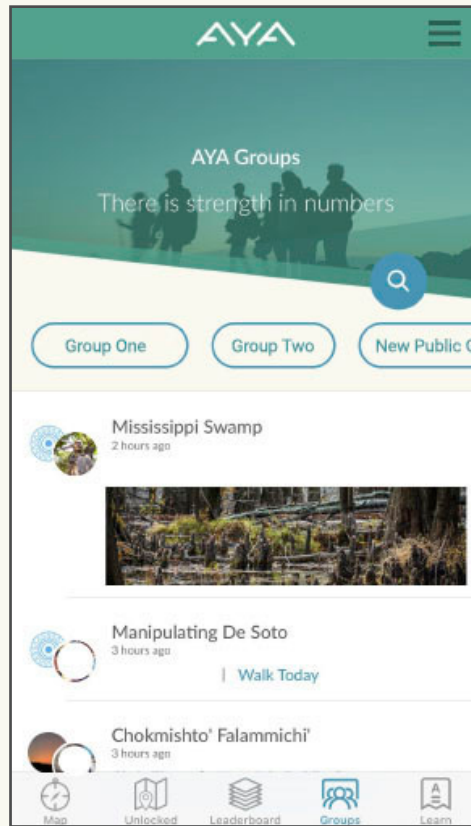 AYA
AYA Groups
There is strength in numbers
Group One
Group Two
New Public
Mississippi Swamp
2 hours ago
Manipulating De Soto
3 hours ago
| Walk Today
Chokmishto' Falammichi'
3 hours ago
Map
Unlocked
Leaderboard
Groups
A
Learn